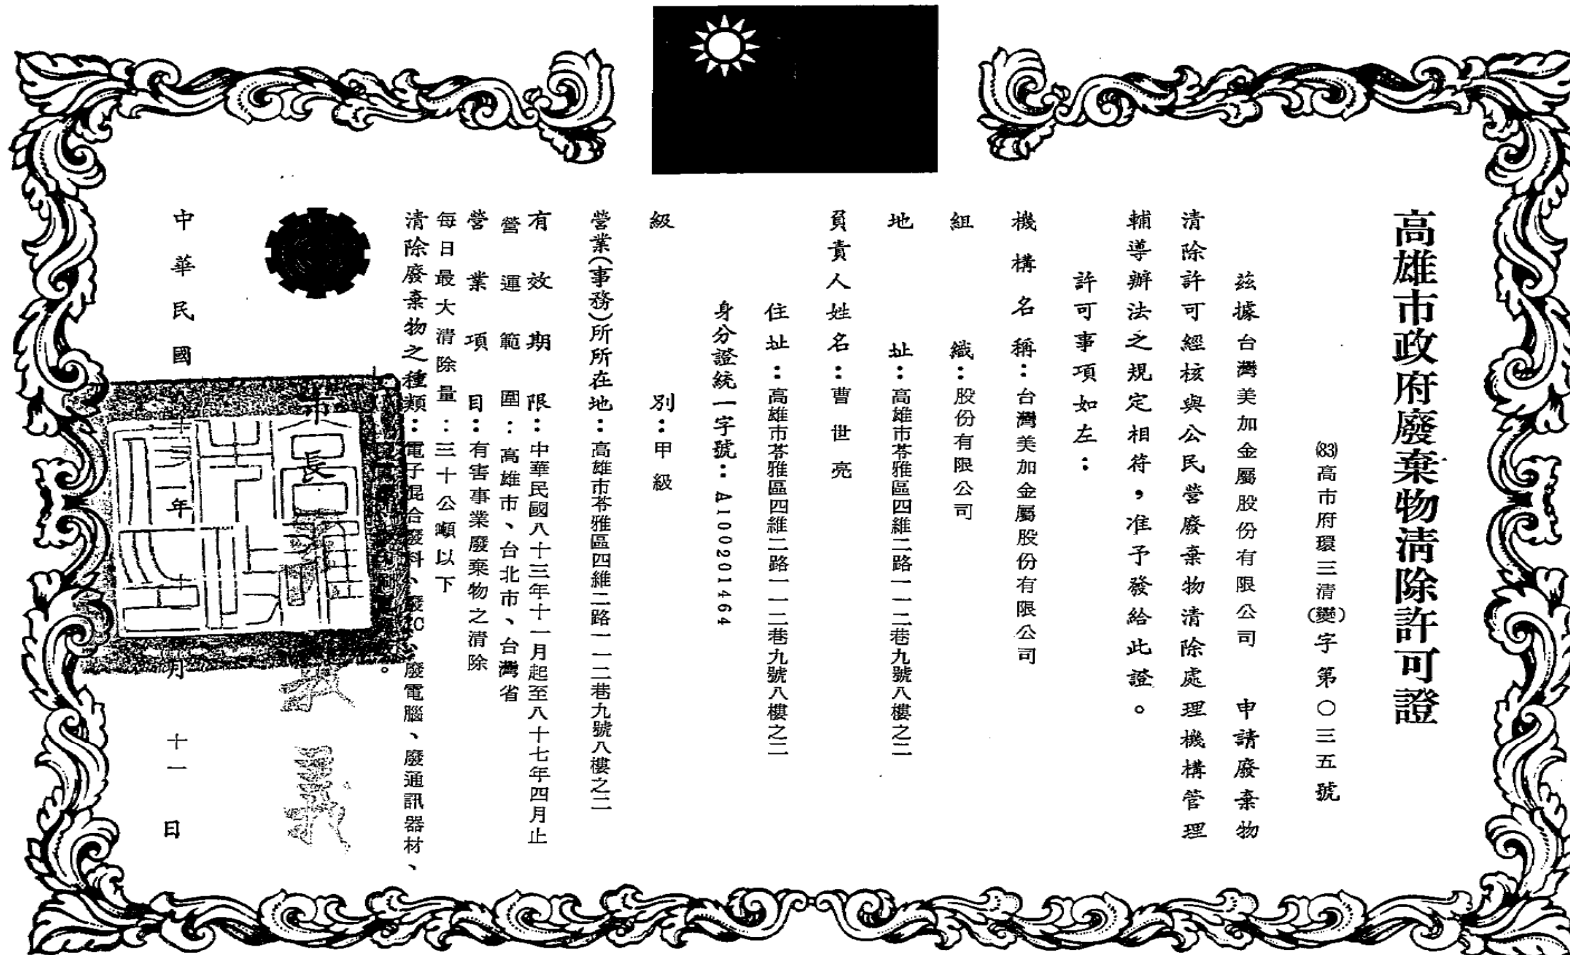 高雄市政府廢棄物清除許可證
(83)高市府環三清(變)字第〇三五號
茲據台灣美加金屬股份有限公司 申請廢棄物
清除許可經核與公民營廢棄物清除處理機構管理
輔導辦法之規定相符，准予發給此證。
許可事項如左：
機構名稱：台灣美加金屬股份有限公司
組織：股份有限公司
地址：高雄市苓雅區四維二路一一二巷九號八樓之二
負責人姓名：曹世亮
住址：高雄市苓雅區四維二路一一二巷九號八樓之二
身分證統一字號：A100201464
級別：甲級
營業(事務)所所在地：高雄市苓雅區四維二路一一二巷九號八樓之二
有效期限：中華民國八十三年十一月起至八十七年四月止
營運範圍：高雄市、台北市、台灣省
營業項目：有害事業廢棄物之清除
每日最大清除量：三十公噸以下
清除廢棄物之種類：電子混合廢料、廢IC、廢電腦、廢通訊器材、
市長
中華民國 十三年 十一月 十一日